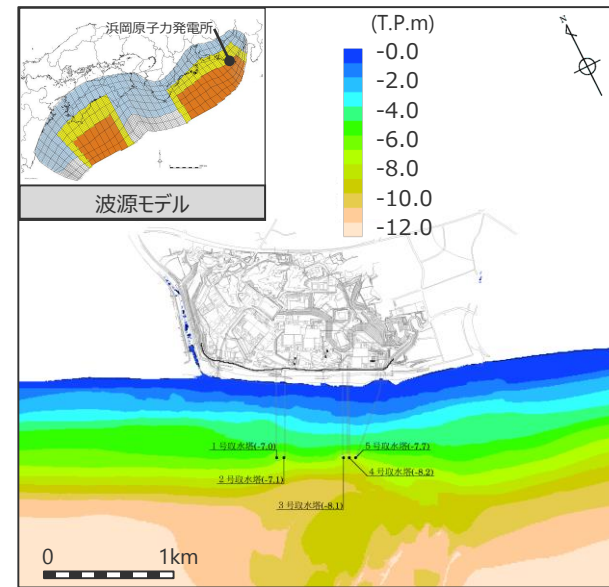 浜岡原子力発電所
波源モデル
(T.P.m)
-0.0
-2.0
-4.0
-6.0
-8.0
-10.0
-12.0
N
1号取水塔(-7.0)
2号取水塔(-7.1)
3号取水塔(-8.1)
5号取水塔(-7.7)
4号取水塔(-8.2)
0 1km